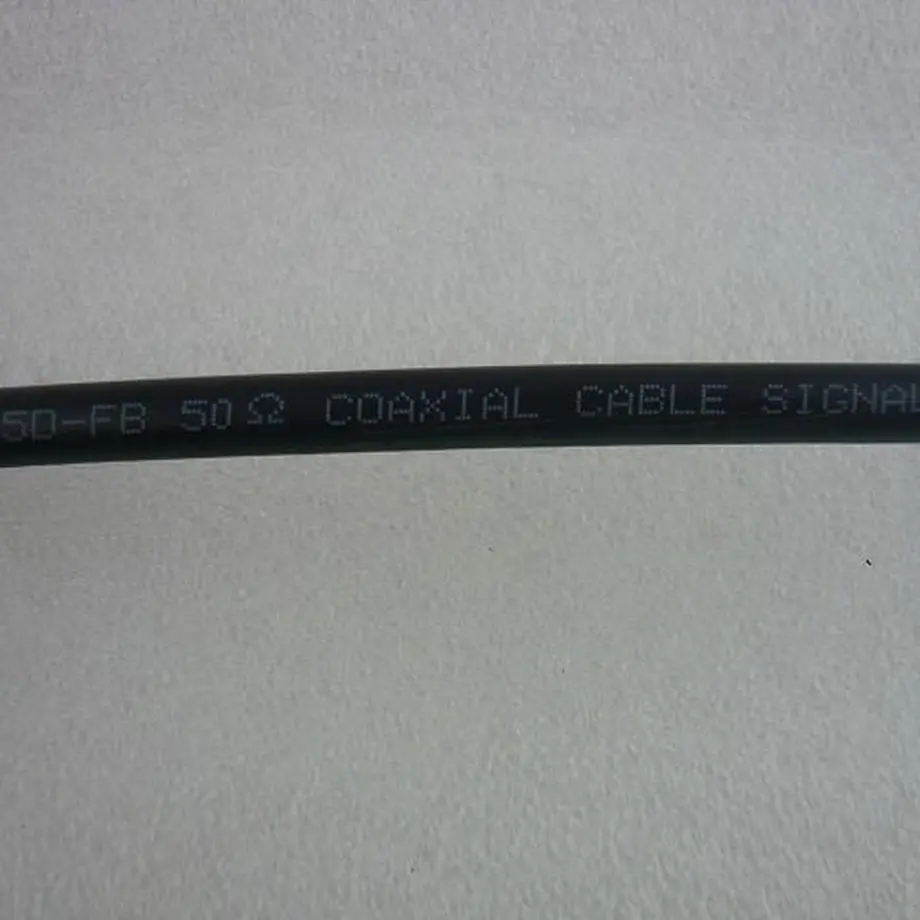 5D-FB 50Ω COAXIAL CABLE SIGNAL